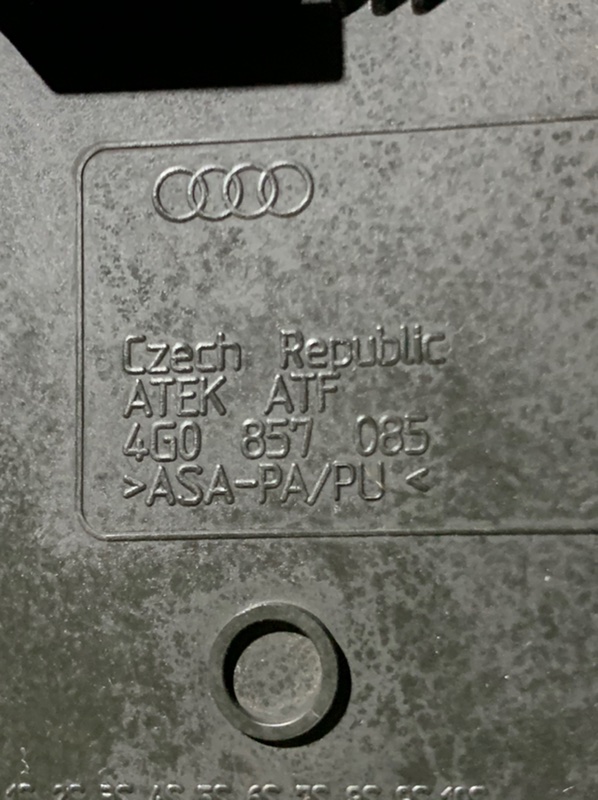 Czech Republic
ATEK ATF
4G0 857 085
>ASA-PA/PU<